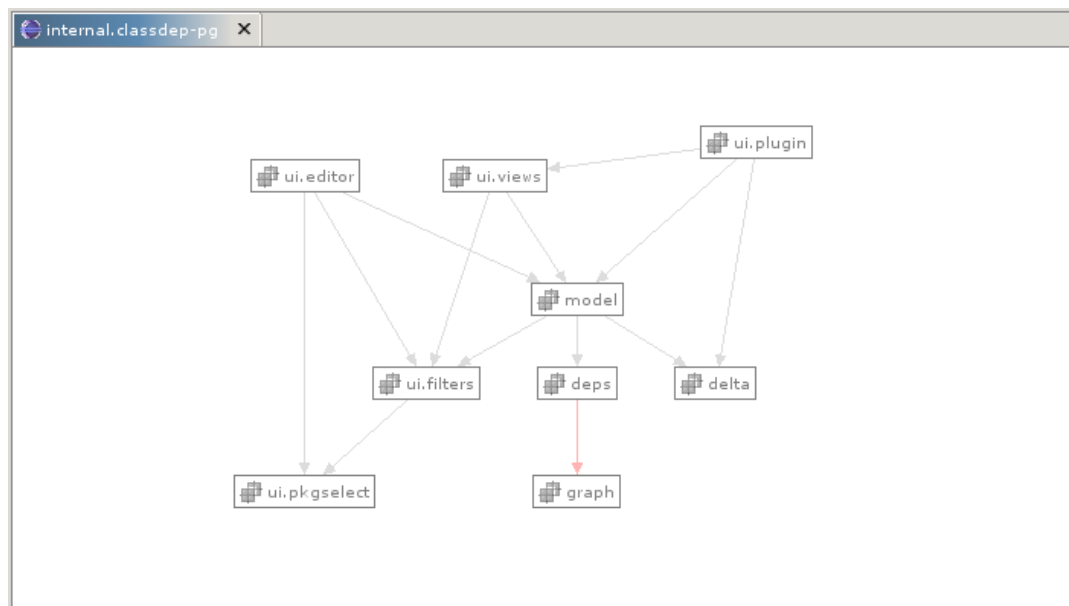 internal.classdep-pg
ui.plugin
ui.editor
ui.views
model
ui.filters
deps
delta
ui.pkgselect
graph